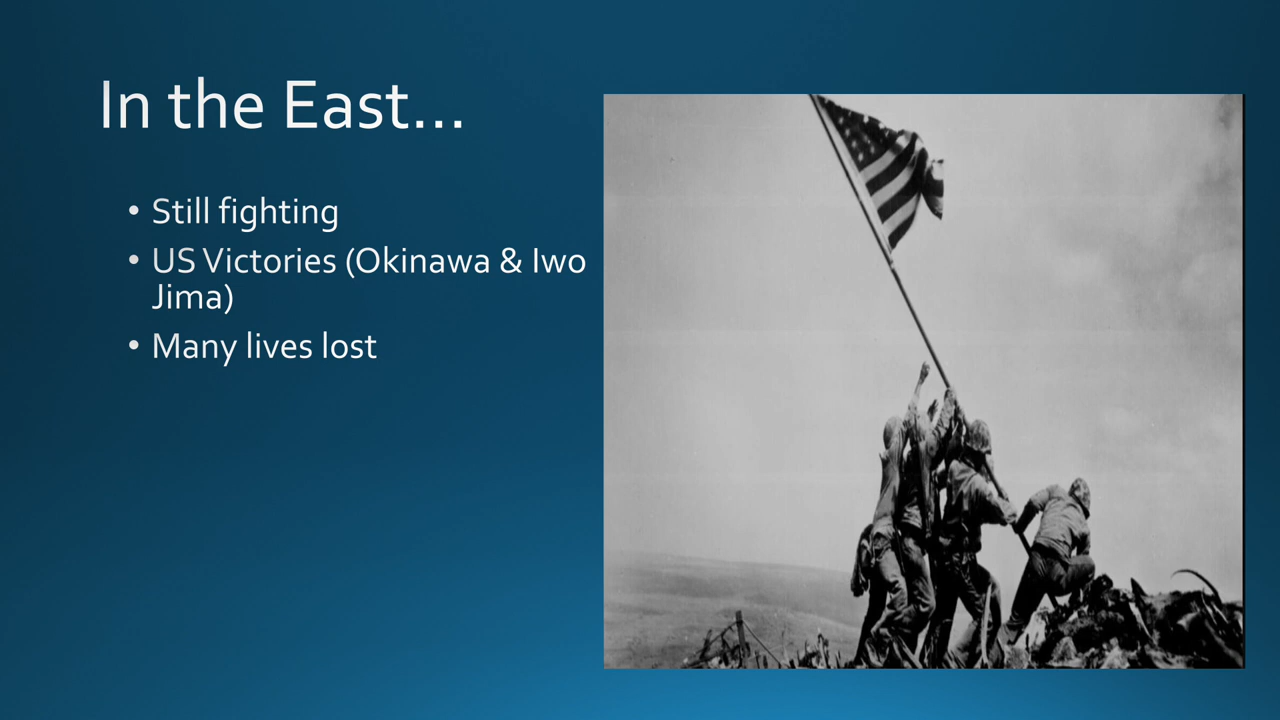 In the East...
• Still fighting
• US Victories (Okinawa & Iwo
Jima)
• Many lives lost